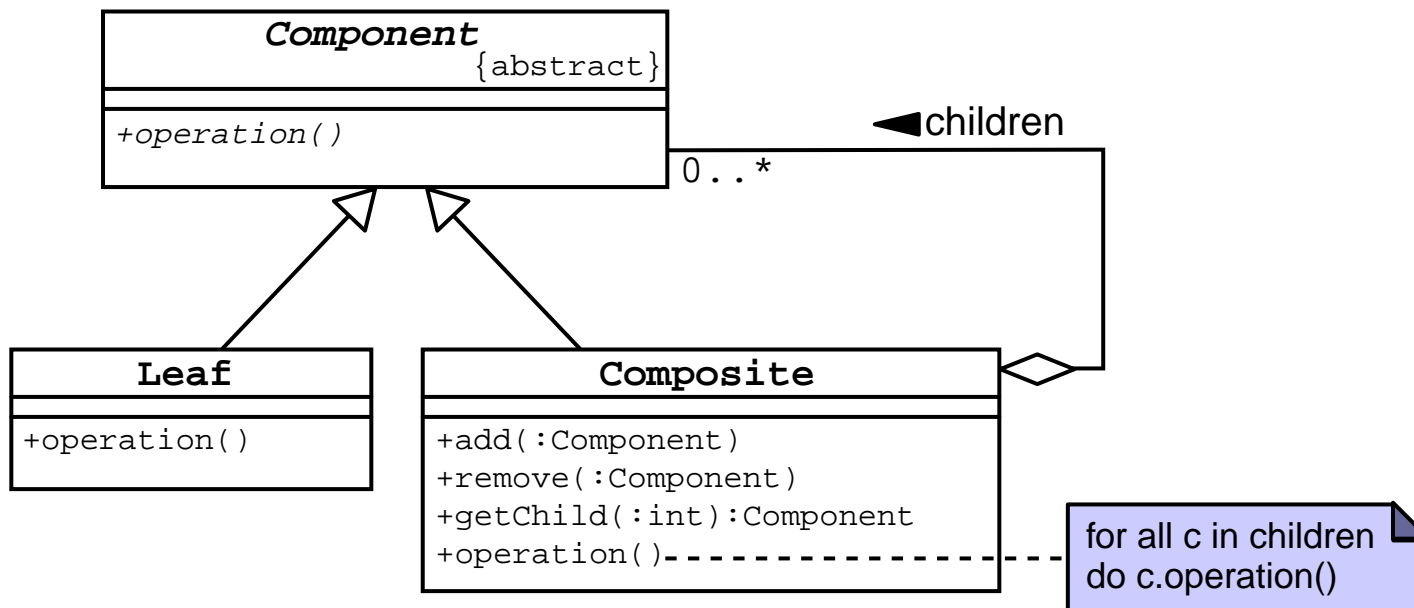 Component
{abstract}
+operation()
children
0..*
Leaf
+operation()
Composite
+add(:Component)
+remove(:Component)
+getChild(:int):Component
+operation()
for all c in children
do c.operation()